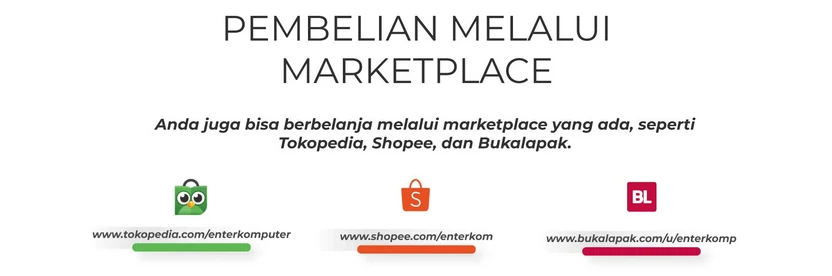 PEMBELIAN MELALUI
MARKETPLACE
Anda juga bisa berbelanja melalui marketplace yang ada, seperti
Tokopedia, Shopee, dan Bukalapak.
S
BL
www.tokopedia.com/enterkomputer
www.shopee.com/enterkom
www.bukalapak.com/u/enterkomp